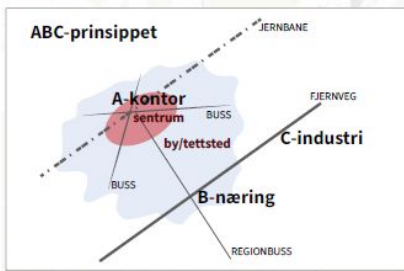 ABC-prinsippet
JERNBANE
A-kontor
sentrum
BUSS
FJERNVEG
C-industri
by/tettsted
BUSS
B-næring
REGIONBUSS